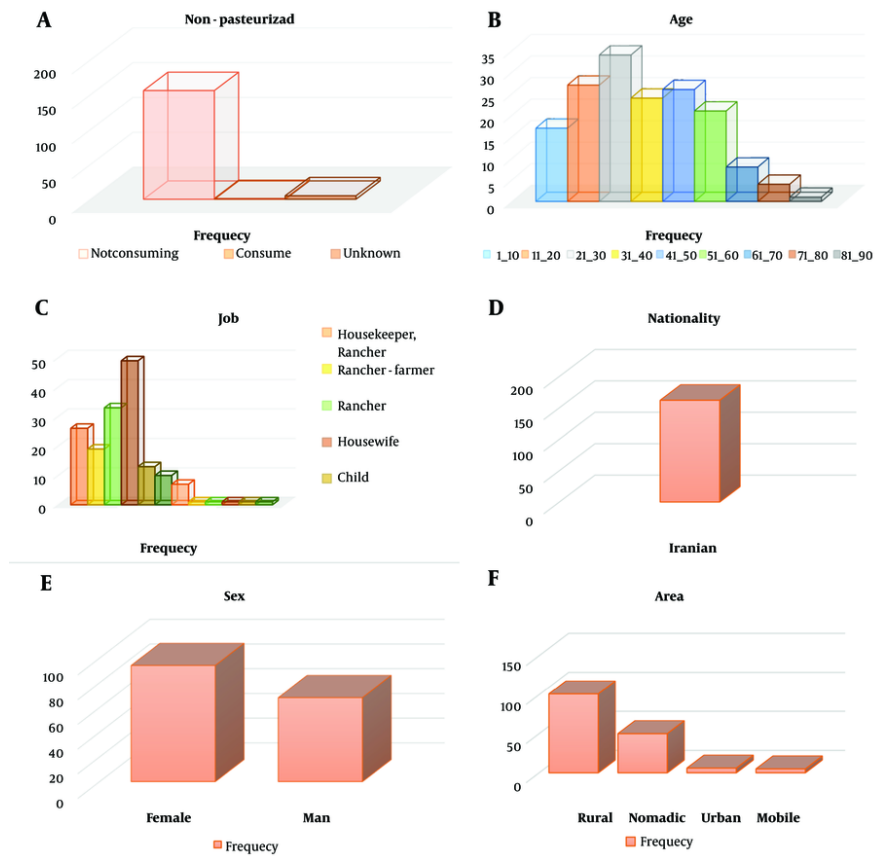 A
Non - pasteurizad
200
150
100
50
0
Frequecy
Notconsuming Consume Unknown
B
Age
35
30
25
20
15
10
5
0
Frequecy
1_10 11_20 21_30 31_40 41_50 51_60 61_70 71_80 81_90
C
Job
50
40
30
20
10
0
Frequecy
Housekeeper,
Rancher
Rancher - farmer
Rancher
Housewife
Child
D
Nationality
200
150
100
50
0
Iranian
E
Sex
100
80
60
40
20
0
Female Man
Frequecy
F
Area
150
100
50
0
Rural Nomadic Urban Mobile
Frequecy